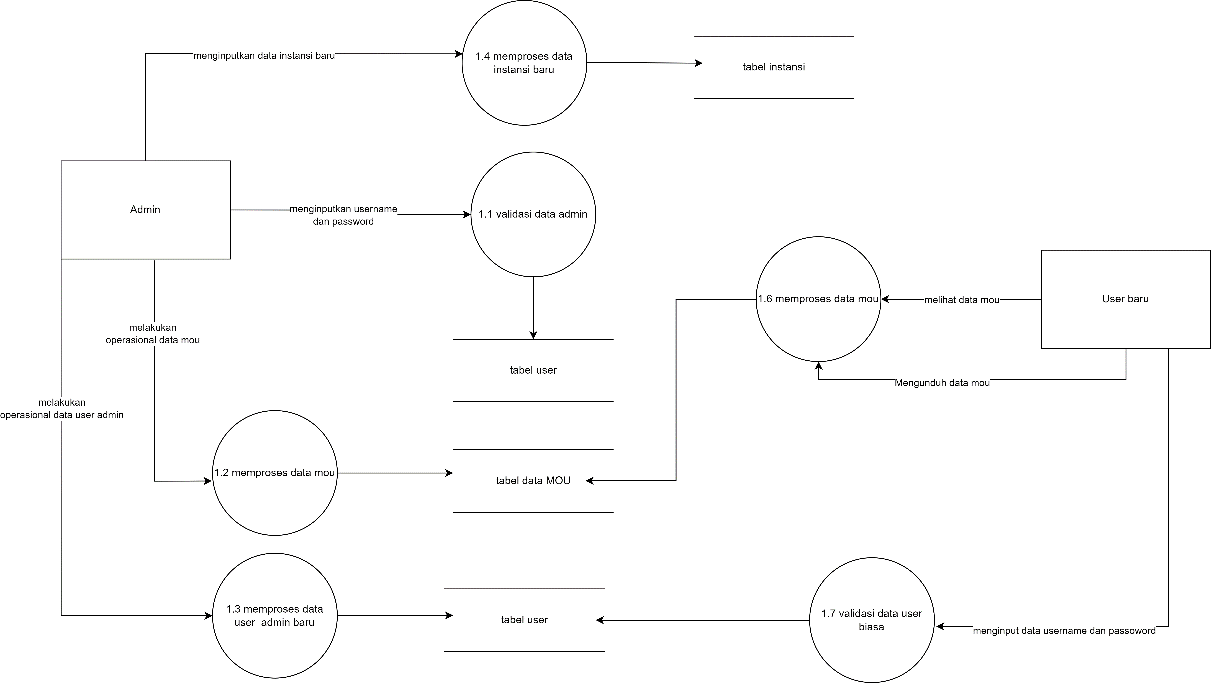 1.4 memproses data
instansi baru
menginputkan data instansi baru
tabel instansi
Admin
menginputkan username
dan password
1.1 validasi data admin
1.6 memproses data mou
melihat data mou
User baru
melakukan
operasional data mou
tabel user
Mengunduh data mou
melakukan
operasional data user admin
1.2 memproses data mou
tabel data MOU
1.3 memproses data
user admin baru
tabel user
1.7 validasi data user
biasa
menginput data username dan passoword